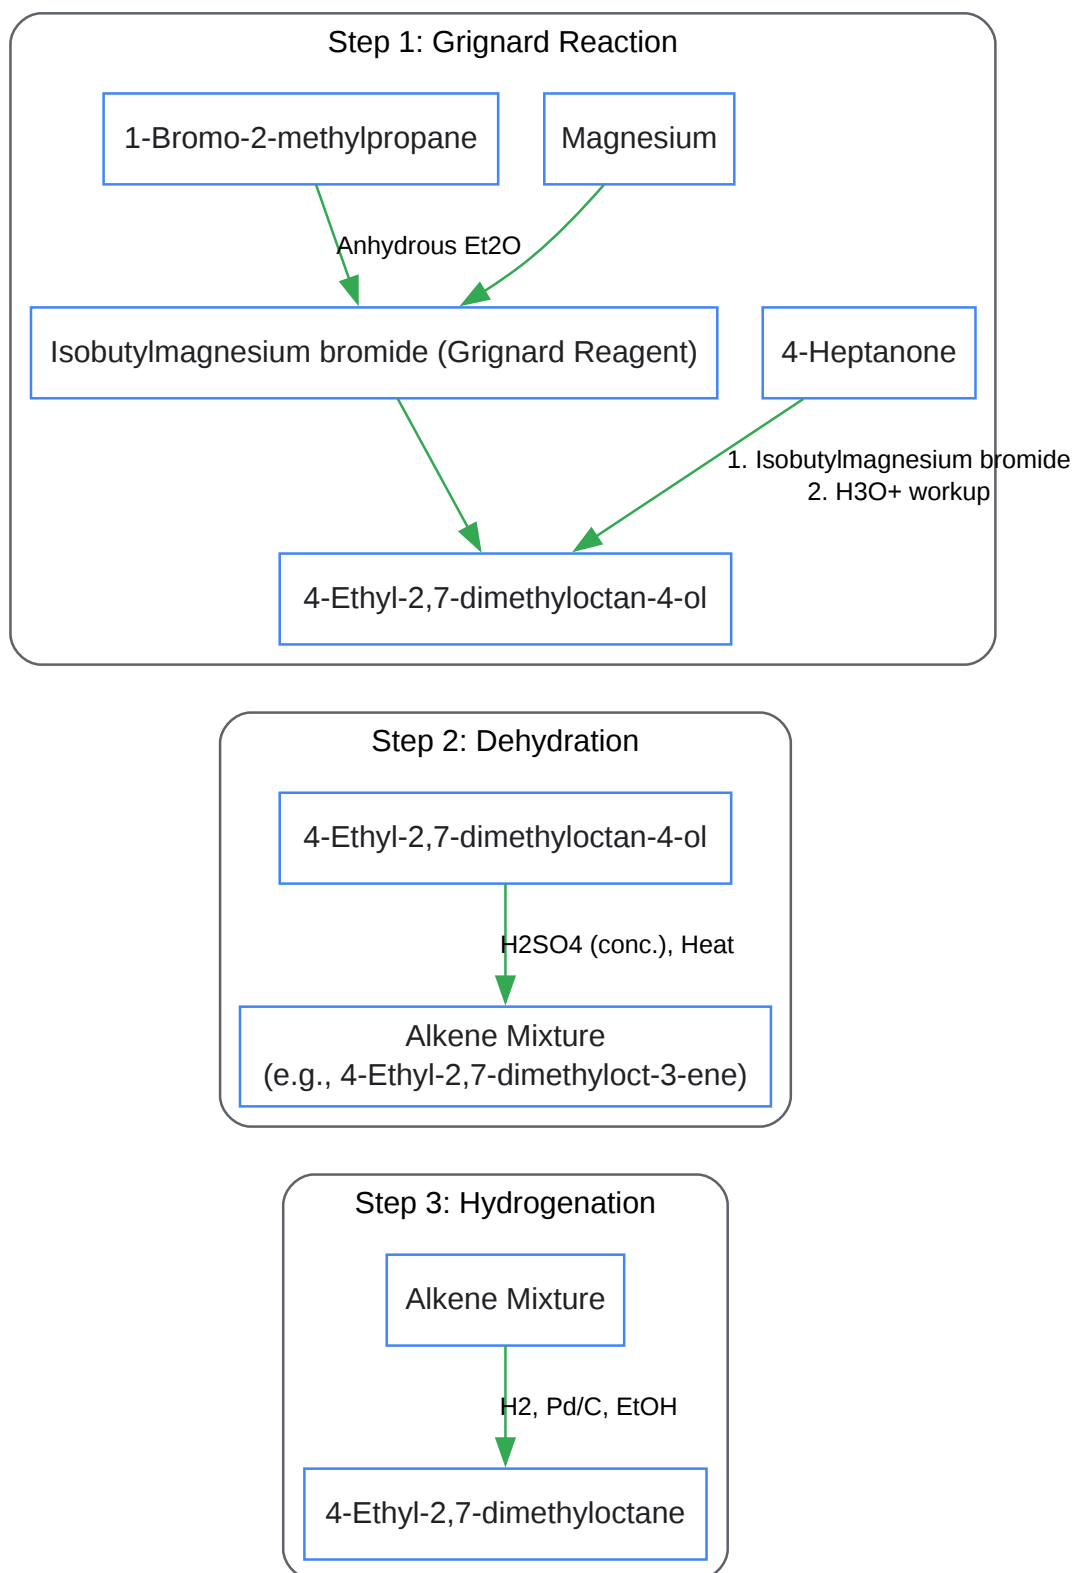 Step 1: Grignard Reaction
1-Bromo-2-methylpropane
Magnesium
Anhydrous Et2O
Isobutylmagnesium bromide (Grignard Reagent)
4-Heptanone
1. Isobutylmagnesium bromide
2. H3O+ workup
4-Ethyl-2,7-dimethyloctan-4-ol
Step 2: Dehydration
4-Ethyl-2,7-dimethyloctan-4-ol
H2SO4 (conc.), Heat
Alkene Mixture
(e.g., 4-Ethyl-2,7-dimethyloct-3-ene)
Step 3: Hydrogenation
Alkene Mixture
H2, Pd/C, EtOH
4-Ethyl-2,7-dimethyloctane